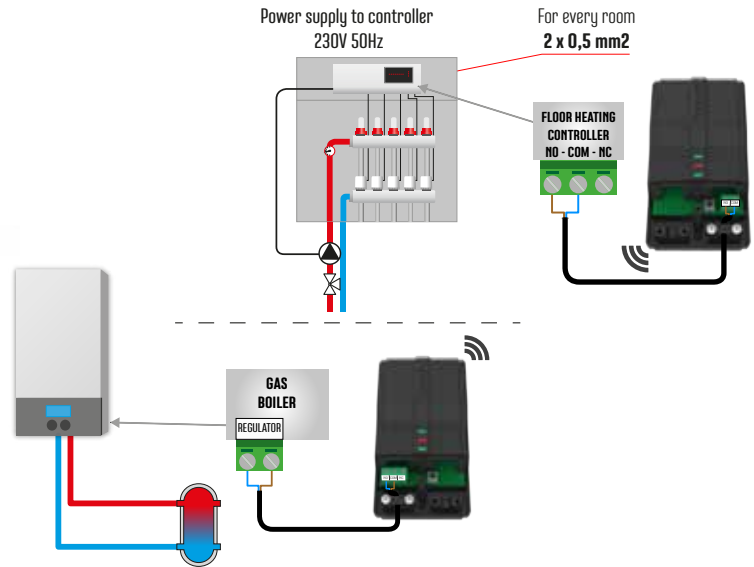 Power supply to controller
230V 50Hz
For every room
2 x 0,5 mm2
FLOOR HEATING
CONTROLLER
NO - COM - NC
GAS
BOILER
REGULATOR